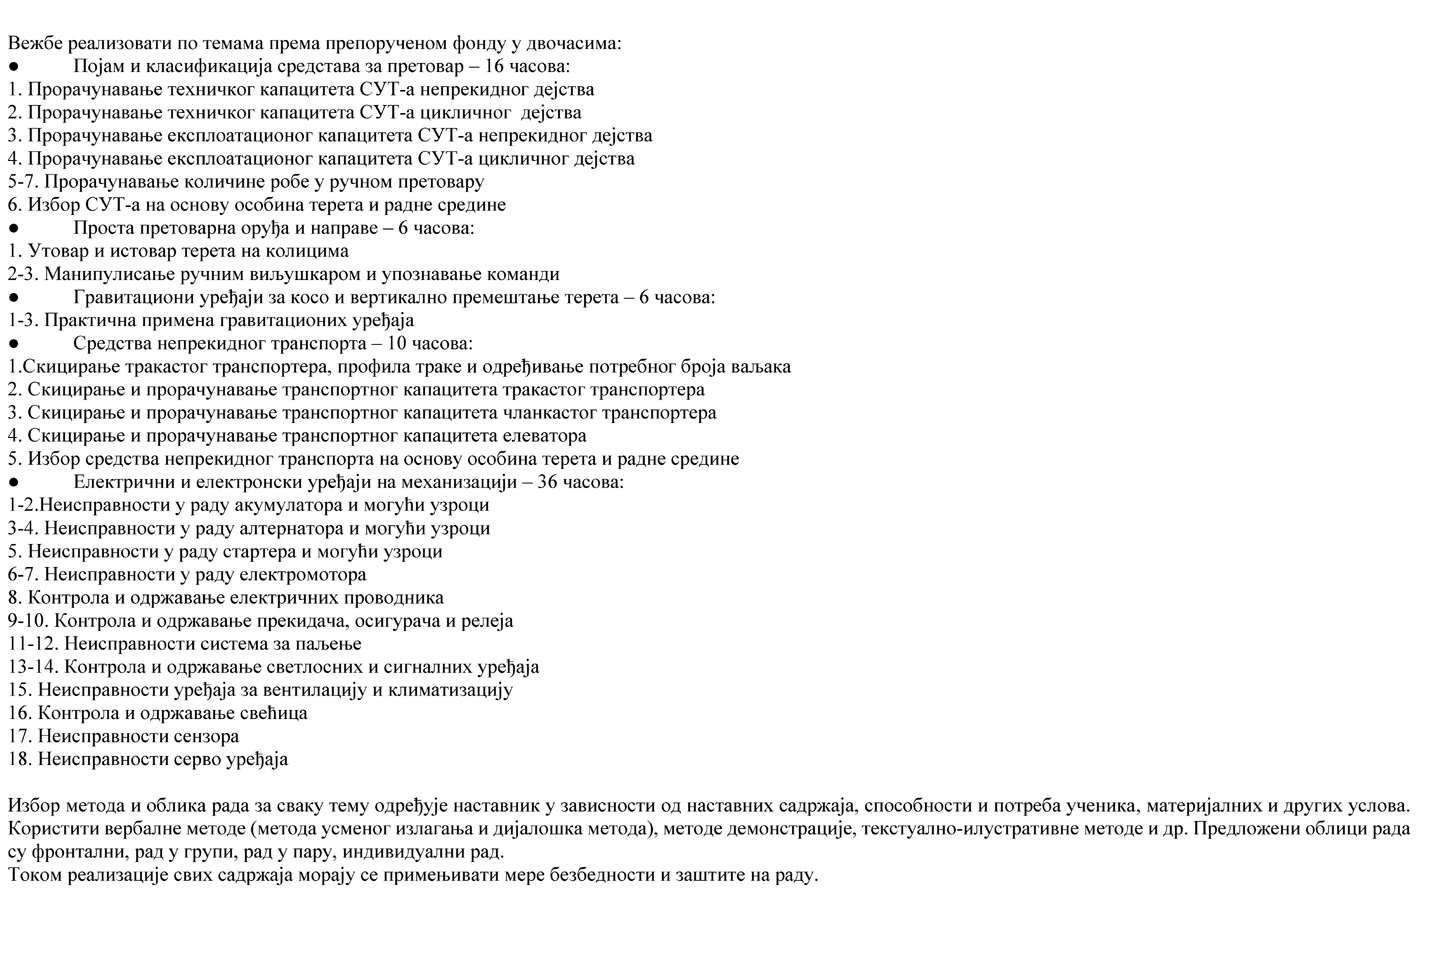 Вежбе реализовати по темама према препорученом фонду у двочасима:
● Појам и класификација средстава за претовар – 16 часова:
1. Прорачунавање техничког капацитета СУТ-а непрекидног дејства
2. Прорачунавање техничког капацитета СУТ-а цикличног  дејства
3. Прорачунавање експлоатационог капацитета СУТ-а непрекидног дејства
4. Прорачунавање експлоатационог капацитета СУТ-а цикличног дејства
5-7. Прорачунавање количине робе у ручном претовару
6. Избор СУТ-а на основу особина терета и радне средине
● Проста претоварна оруђа и направе – 6 часова:
1. Утовар и истовар терета на колицима
2-3. Манипулисање ручним виљушкаром и упознавање команди
● Гравитациони уређаји за косо и вертикално премештање терета – 6 часова:
1-3. Практична примена гравитационих уређаја
● Средства непрекидног транспорта – 10 часова:
1.Скицирање тракастог транспортера, профила траке и одређивање потребног броја ваљака
2. Скицирање и прорачунавање транспортног капацитета тракастог транспортера
3. Скицирање и прорачунавање транспортног капацитета чланкастог транспортера
4. Скицирање и прорачунавање транспортног капацитета елеватора
5. Избор средства непрекидног транспорта на основу особина терета и радне средине
● Електрични и електронски уређаји на механизацији – 36 часова:
1-2.Неисправности у раду акумулатора и могући узроци
3-4. Неисправности у раду алтернатора и могући узроци
5. Неисправности у раду стартера и могући узроци
6-7. Неисправности у раду електромотора
8. Контрола и одржавање електричних проводника
9-10. Контрола и одржавање прекидача, осигурача и релеја
11-12. Неисправности система за паљење
13-14. Контрола и одржавање светлосних и сигналних уређаја
15. Неисправности уређаја за вентилацију и климатизацију
16. Контрола и одржавање свећица
17. Неисправности сензора
18. Неисправности серво уређаја
Избор метода и облика рада за сваку тему одређује наставник у зависности од наставних садржаја, способности и потреба ученика, материјалних и других услова.
Користити вербалне методе (метода усменог излагања и дијалошка метода), методе демонстрације, текстуално-илустративне методе и др. Предложени облици рада
су фронтални, рад у групи, рад у пару, индивидуални рад.
Током реализације свих садржаја морају се примењивати мере безбедности и заштите на раду.